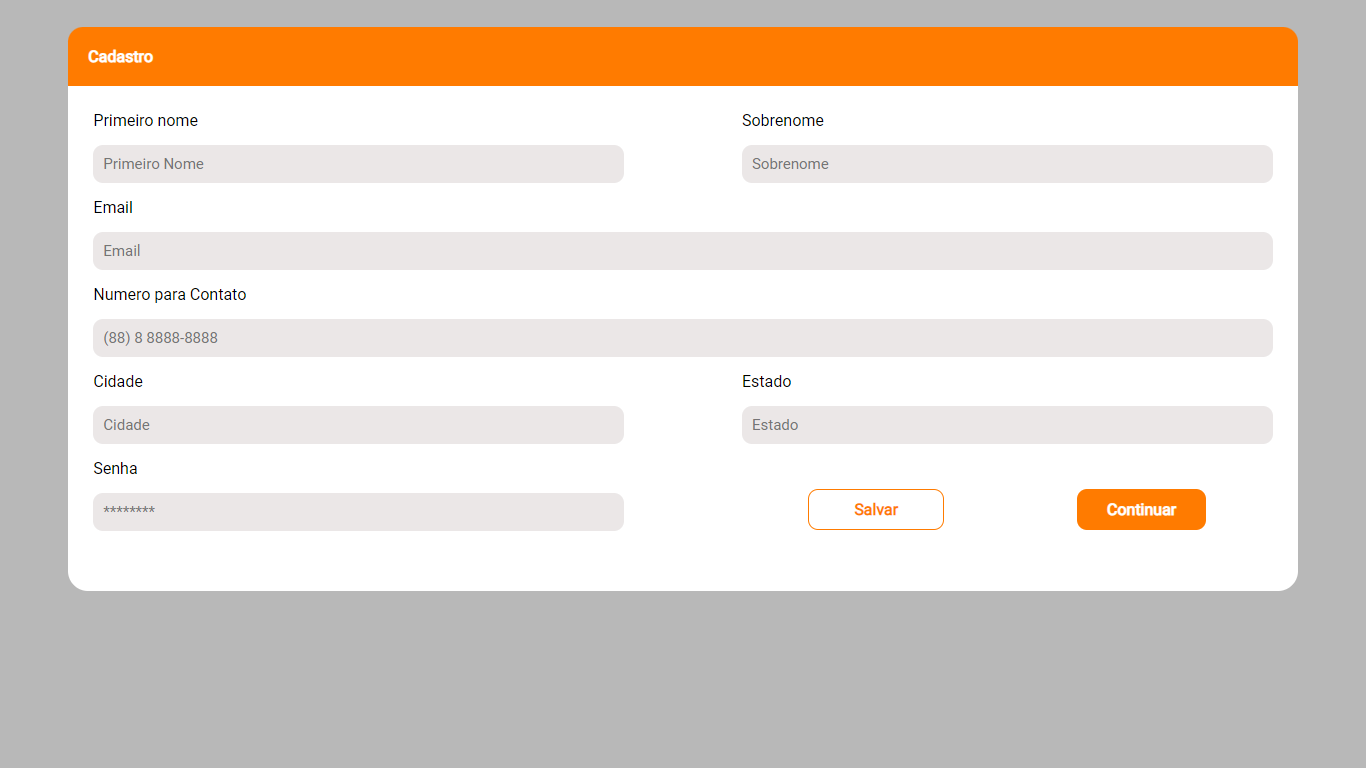 Cadastro
Primeiro nome
Sobrenome
Primeiro Nome
Sobrenome
Email
Email
Numero para Contato
(88) 8 8888-8888
Cidade
Estado
Cidade
Estado
Senha
********
Salvar
Continuar